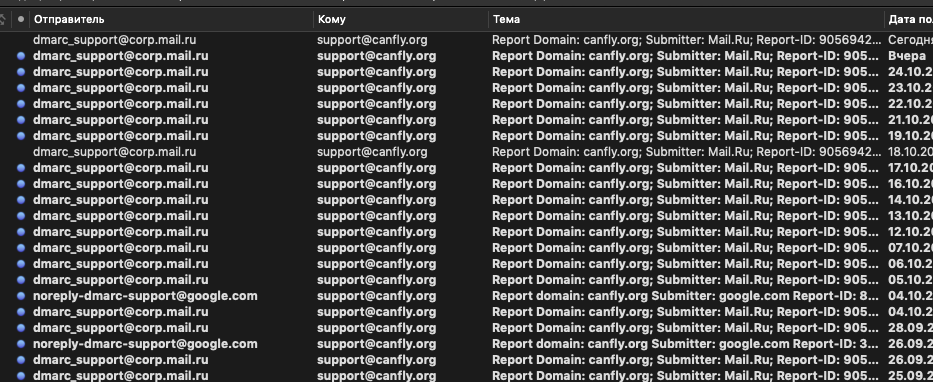 Отправитель Кому Тема Дата по
dmarc_support@corp.mail.ru support@canfly.org Report Domain: canfly.org; Submitter: Mail.Ru; Report-ID: 9056942... Сегодня
dmarc_support@corp.mail.ru support@canfly.org Report Domain: canfly.org; Submitter: Mail.Ru; Report-ID: 905... Вчера
dmarc_support@corp.mail.ru support@canfly.org Report Domain: canfly.org; Submitter: Mail.Ru; Report-ID: 905... 24.10.2
dmarc_support@corp.mail.ru support@canfly.org Report Domain: canfly.org; Submitter: Mail.Ru; Report-ID: 905... 23.10.2
dmarc_support@corp.mail.ru support@canfly.org Report Domain: canfly.org; Submitter: Mail.Ru; Report-ID: 905... 22.10.2
dmarc_support@corp.mail.ru support@canfly.org Report Domain: canfly.org; Submitter: Mail.Ru; Report-ID: 905... 21.10.20
dmarc_support@corp.mail.ru support@canfly.org Report Domain: canfly.org; Submitter: Mail.Ru; Report-ID: 905... 19.10.20
dmarc_support@corp.mail.ru support@canfly.org Report Domain: canfly.org; Submitter: Mail.Ru; Report-ID: 9056942... 18.10.20
dmarc_support@corp.mail.ru support@canfly.org Report Domain: canfly.org; Submitter: Mail.Ru; Report-ID: 905... 17.10.20
dmarc_support@corp.mail.ru support@canfly.org Report Domain: canfly.org; Submitter: Mail.Ru; Report-ID: 905... 16.10.20
dmarc_support@corp.mail.ru support@canfly.org Report Domain: canfly.org; Submitter: Mail.Ru; Report-ID: 905... 14.10.20
dmarc_support@corp.mail.ru support@canfly.org Report Domain: canfly.org; Submitter: Mail.Ru; Report-ID: 905... 13.10.20
dmarc_support@corp.mail.ru support@canfly.org Report Domain: canfly.org; Submitter: Mail.Ru; Report-ID: 905... 12.10.20
dmarc_support@corp.mail.ru support@canfly.org Report Domain: canfly.org; Submitter: Mail.Ru; Report-ID: 905... 07.10.20
dmarc_support@corp.mail.ru support@canfly.org Report Domain: canfly.org; Submitter: Mail.Ru; Report-ID: 905... 06.10.2
dmarc_support@corp.mail.ru support@canfly.org Report Domain: canfly.org; Submitter: Mail.Ru; Report-ID: 905... 05.10.2
noreply-dmarc-support@google.com support@canfly.org Report domain: canfly.org Submitter: google.com Report-ID: 8... 04.10.2
dmarc_support@corp.mail.ru support@canfly.org Report Domain: canfly.org; Submitter: Mail.Ru; Report-ID: 905... 04.10.2
dmarc_support@corp.mail.ru support@canfly.org Report Domain: canfly.org; Submitter: Mail.Ru; Report-ID: 905... 28.09.2
noreply-dmarc-support@google.com support@canfly.org Report domain: canfly.org Submitter: google.com Report-ID: 3... 26.09.2
dmarc_support@corp.mail.ru support@canfly.org Report Domain: canfly.org; Submitter: Mail.Ru; Report-ID: 905... 26.09.2
dmarc_support@corp.mail.ru support@canfly.org Report Domain: canfly.org; Submitter: Mail.Ru; Report-ID: 905... 25.09.2